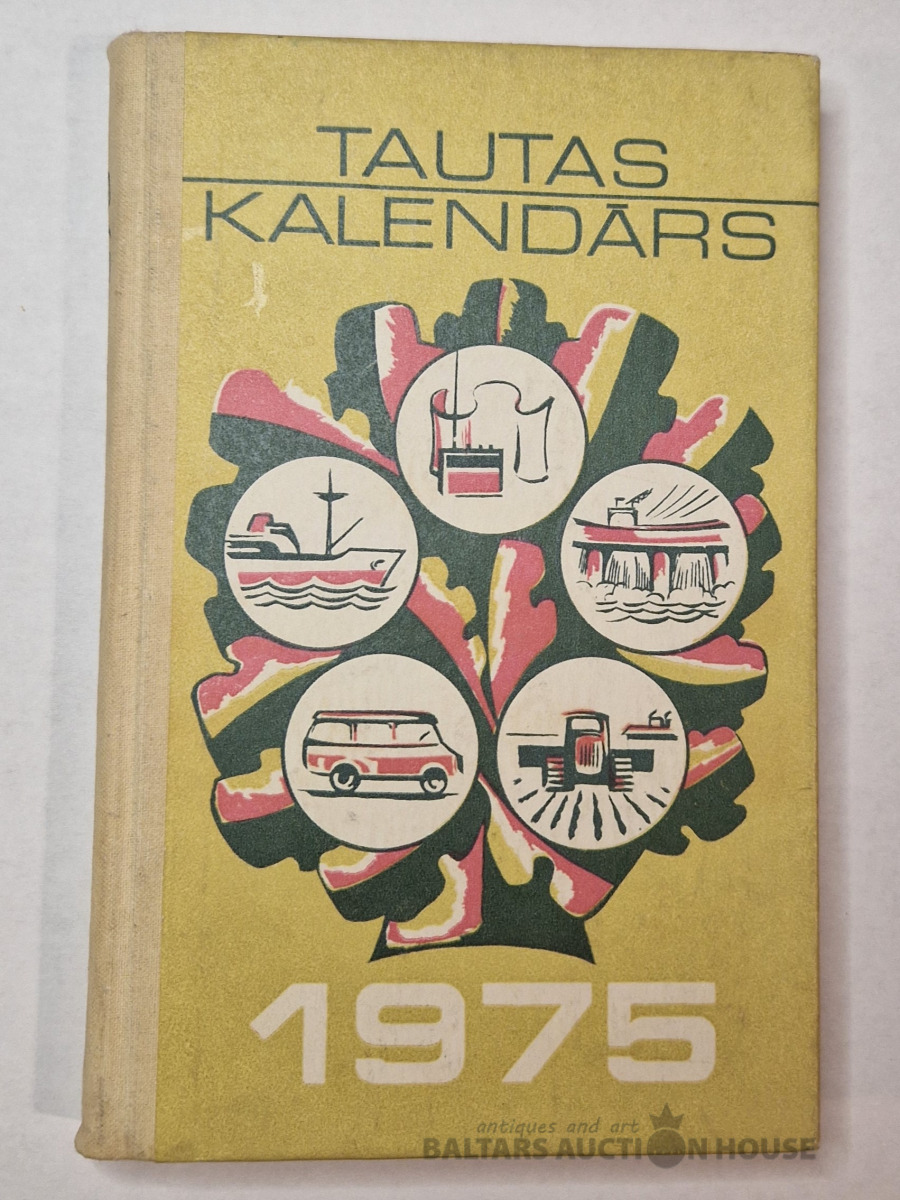 TAUTAS
KALENDĀRS
1975
antiques and art
BALTARS AUCTION HOUSE